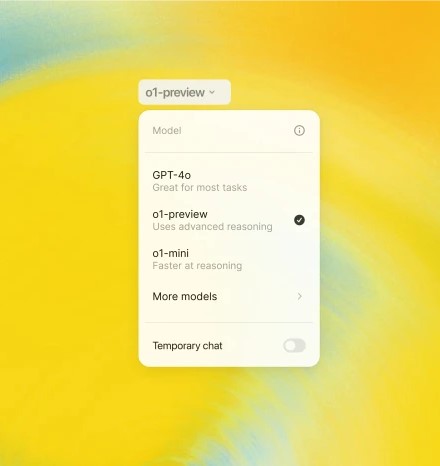 o1-preview
Model
GPT-4o
Great for most tasks
o1-preview
Uses advanced reasoning
o1-mini
Faster at reasoning
More models
Temporary chat